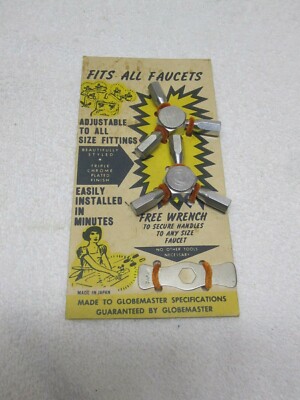 FITS ALL FAUCETS
ADJUSTABLE
TO ALL
SIZE FITTINGS
BEAUTIFULLY
STYLED
TRIPLE
CHROME
PLATED
FINISH
EASILY
INSTALLED
IN
MINUTES
FREE WRENCH
TO SECURE HANDLES
TO ANY SIZE
FAUCET
NO OTHER TOOLS
NECESSARY
MADE IN JAPAN
MADE TO GLOBEMASTER SPECIFICATIONS
GUARANTEED BY GLOBEMASTER